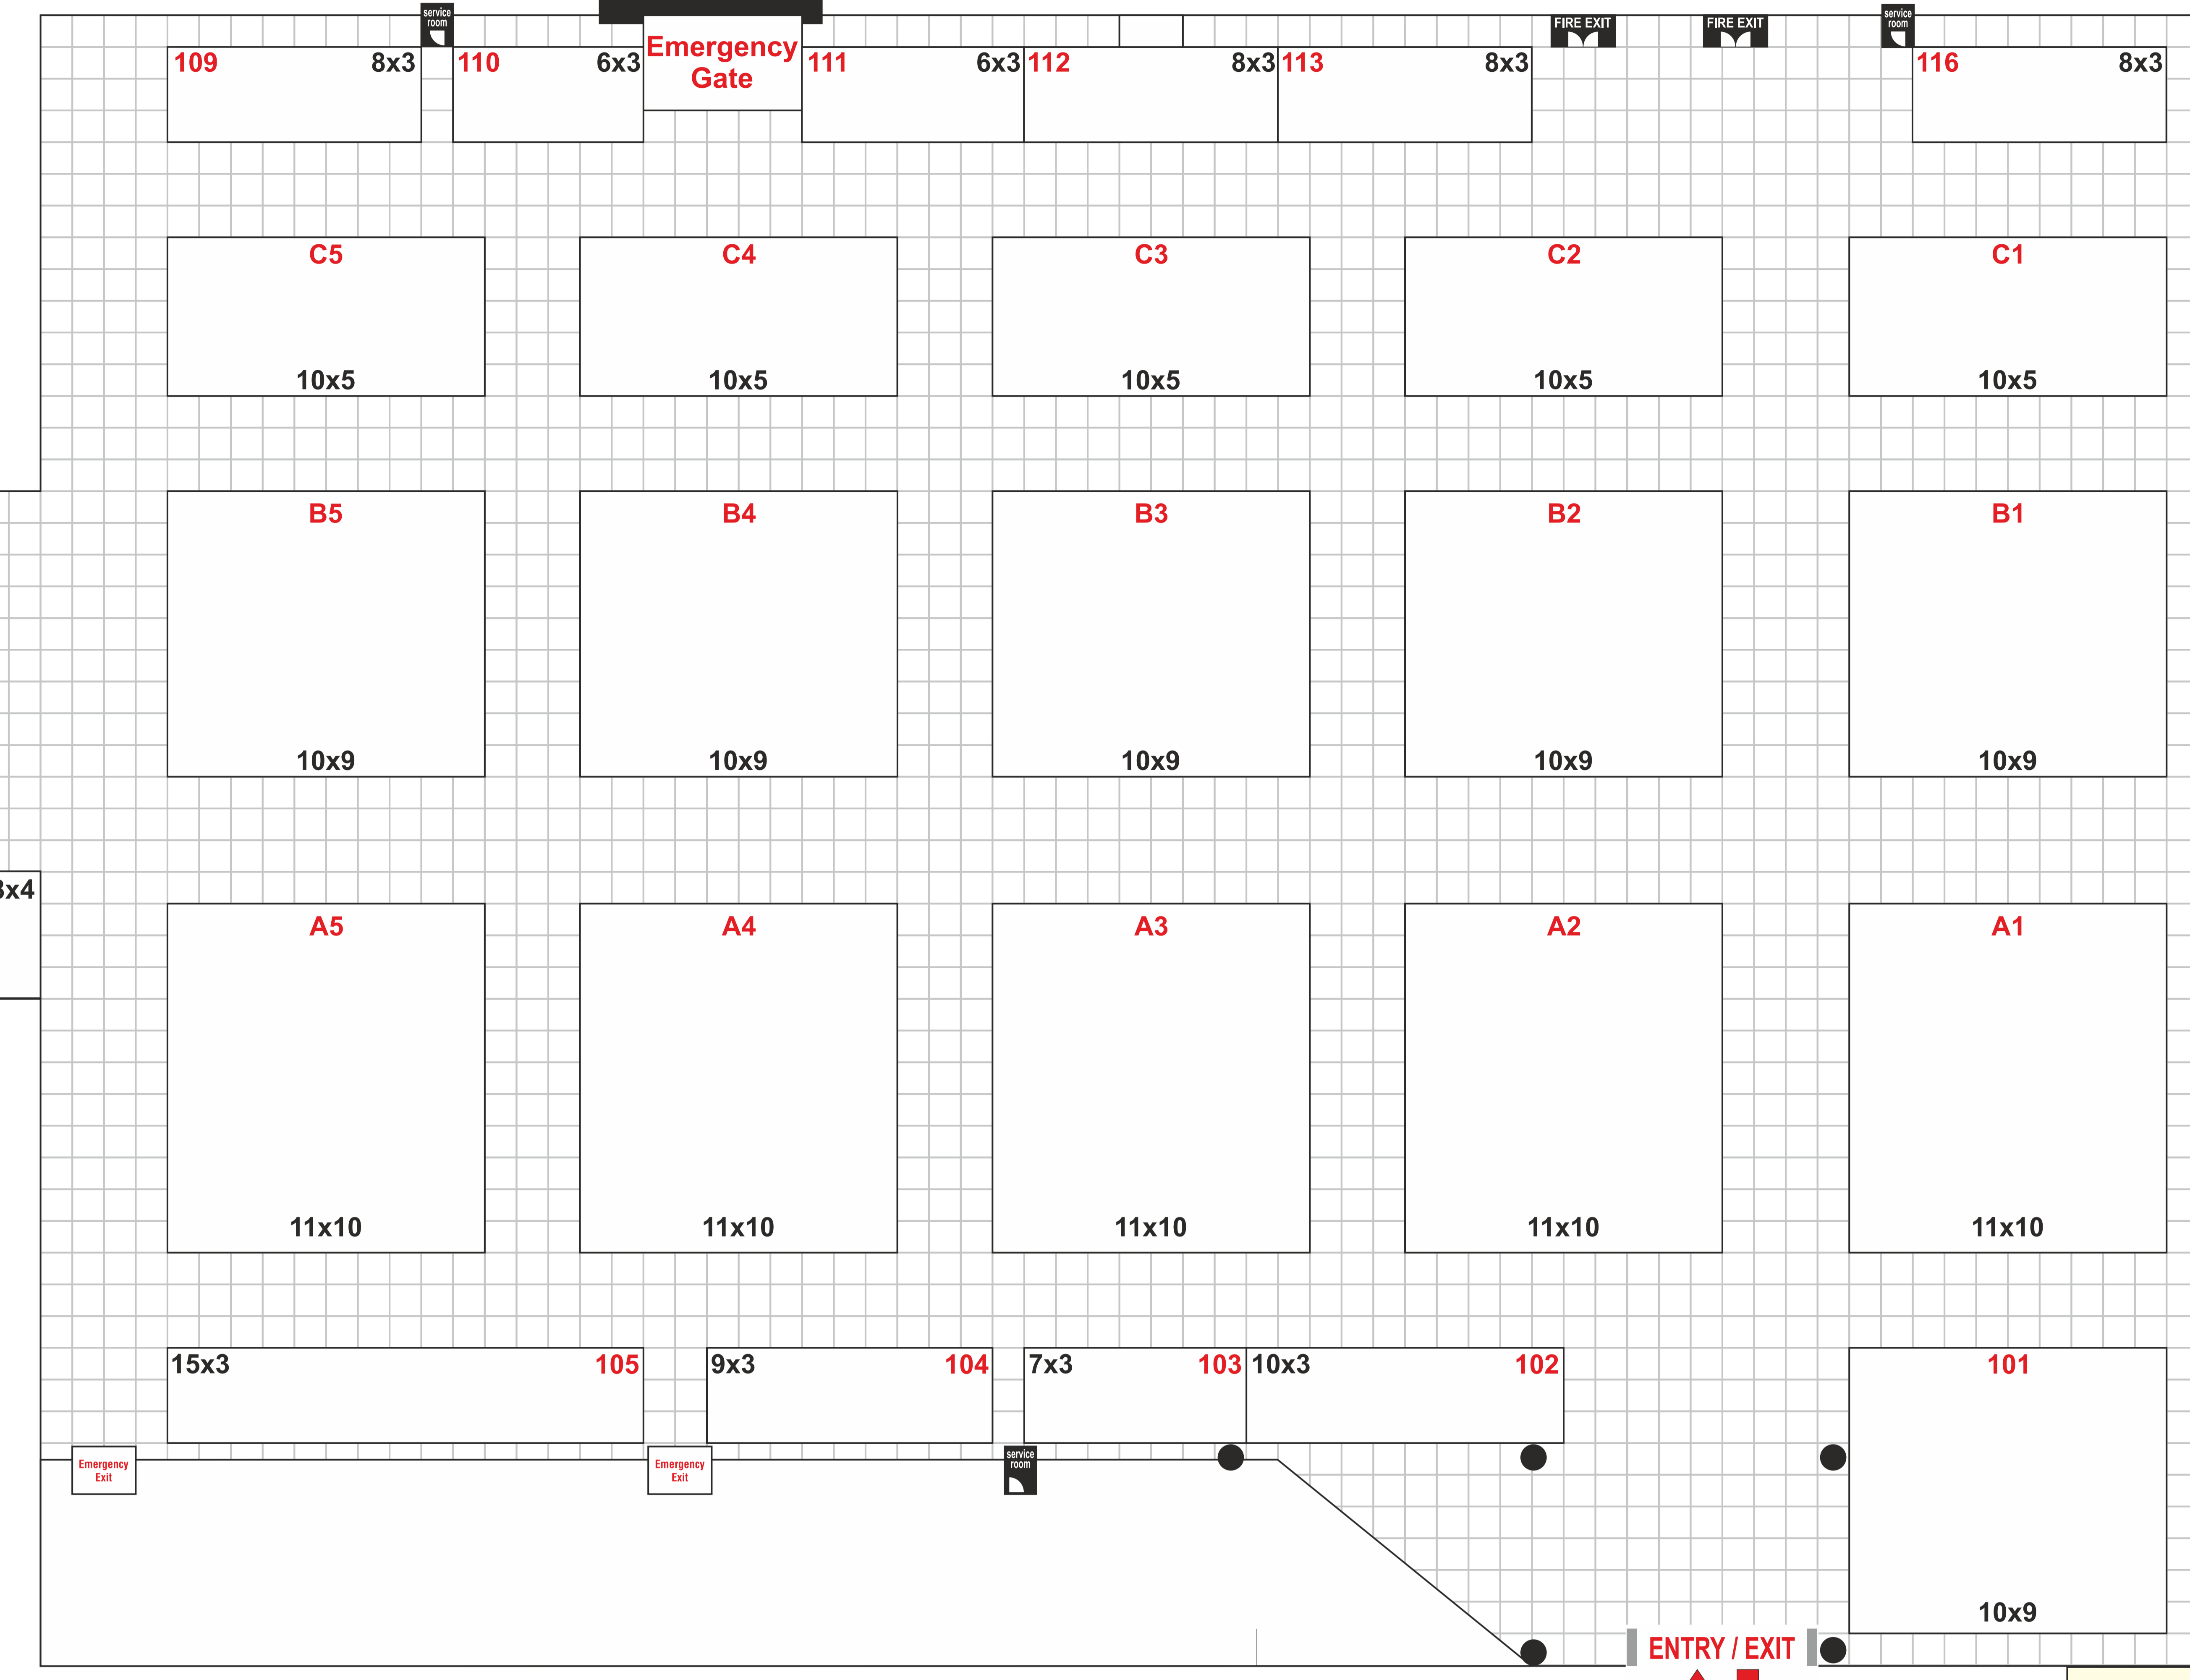 service
room
FIRE EXIT
FIRE EXIT
service
room
109 8x3
110 6x3
Emergency
Gate
111 6x3
112 8x3
113 8x3
116 8x3
C5
C4
C3
C2
C1
10x5
10x5
10x5
10x5
10x5
B5
B4
B3
B2
B1
10x9
10x9
10x9
10x9
10x9
x4
A5
A4
A3
A2
A1
11x10
11x10
11x10
11x10
11x10
15x3 105
9x3 104
7x3 103
10x3 102
101
Emergency
Exit
Emergency
Exit
service
room
10x9
ENTRY / EXIT